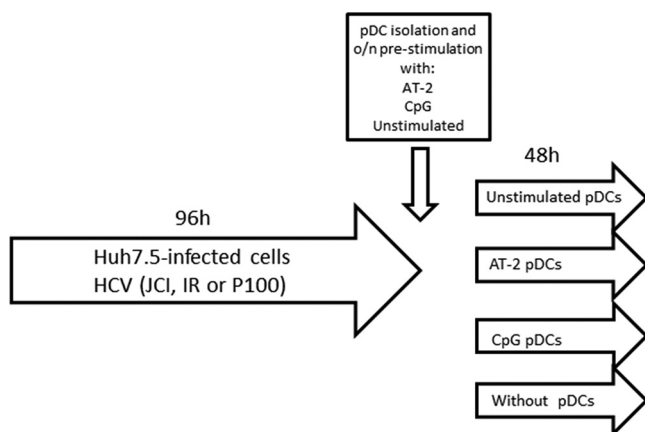 pDC isolation and
o/n pre-stimulation
with:
AT-2
CpG
Unstimulated
96h
48h
Huh7.5-infected cells
HCV (JCI, IR or P100)
Unstimulated pDCs
AT-2 pDCs
CpG pDCs
Without pDCs